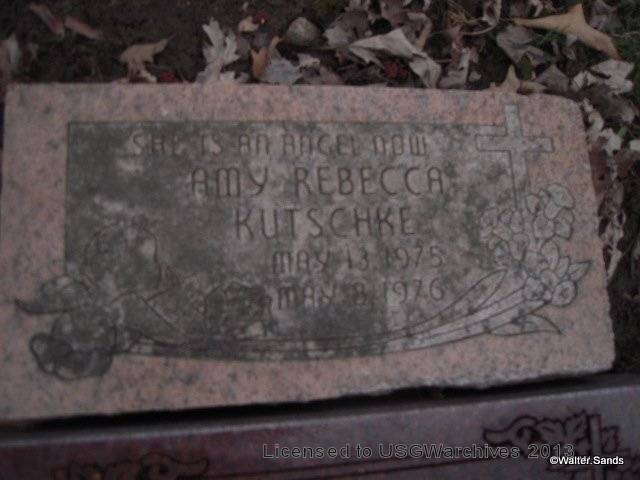 SHE IS AN ANGEL NOW
AMY REBECCA
KUTSCHKE
MAY 13, 1975
MAY 8, 1976
Licensed to USGWarchives 2013
©Walter Sands